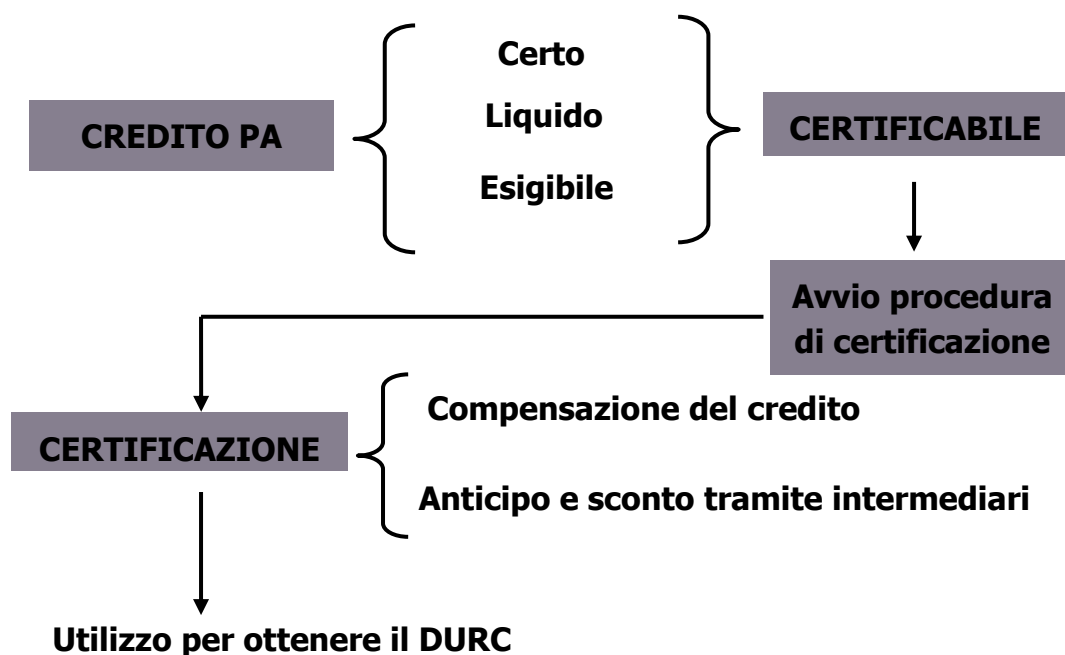 CREDITO PA
Certo
Liquido
Esigibile
CERTIFICABILE
Avvio procedura
di certificazione
CERTIFICAZIONE
Compensazione del credito
Anticipo e sconto tramite intermediari
Utilizzo per ottenere il DURC